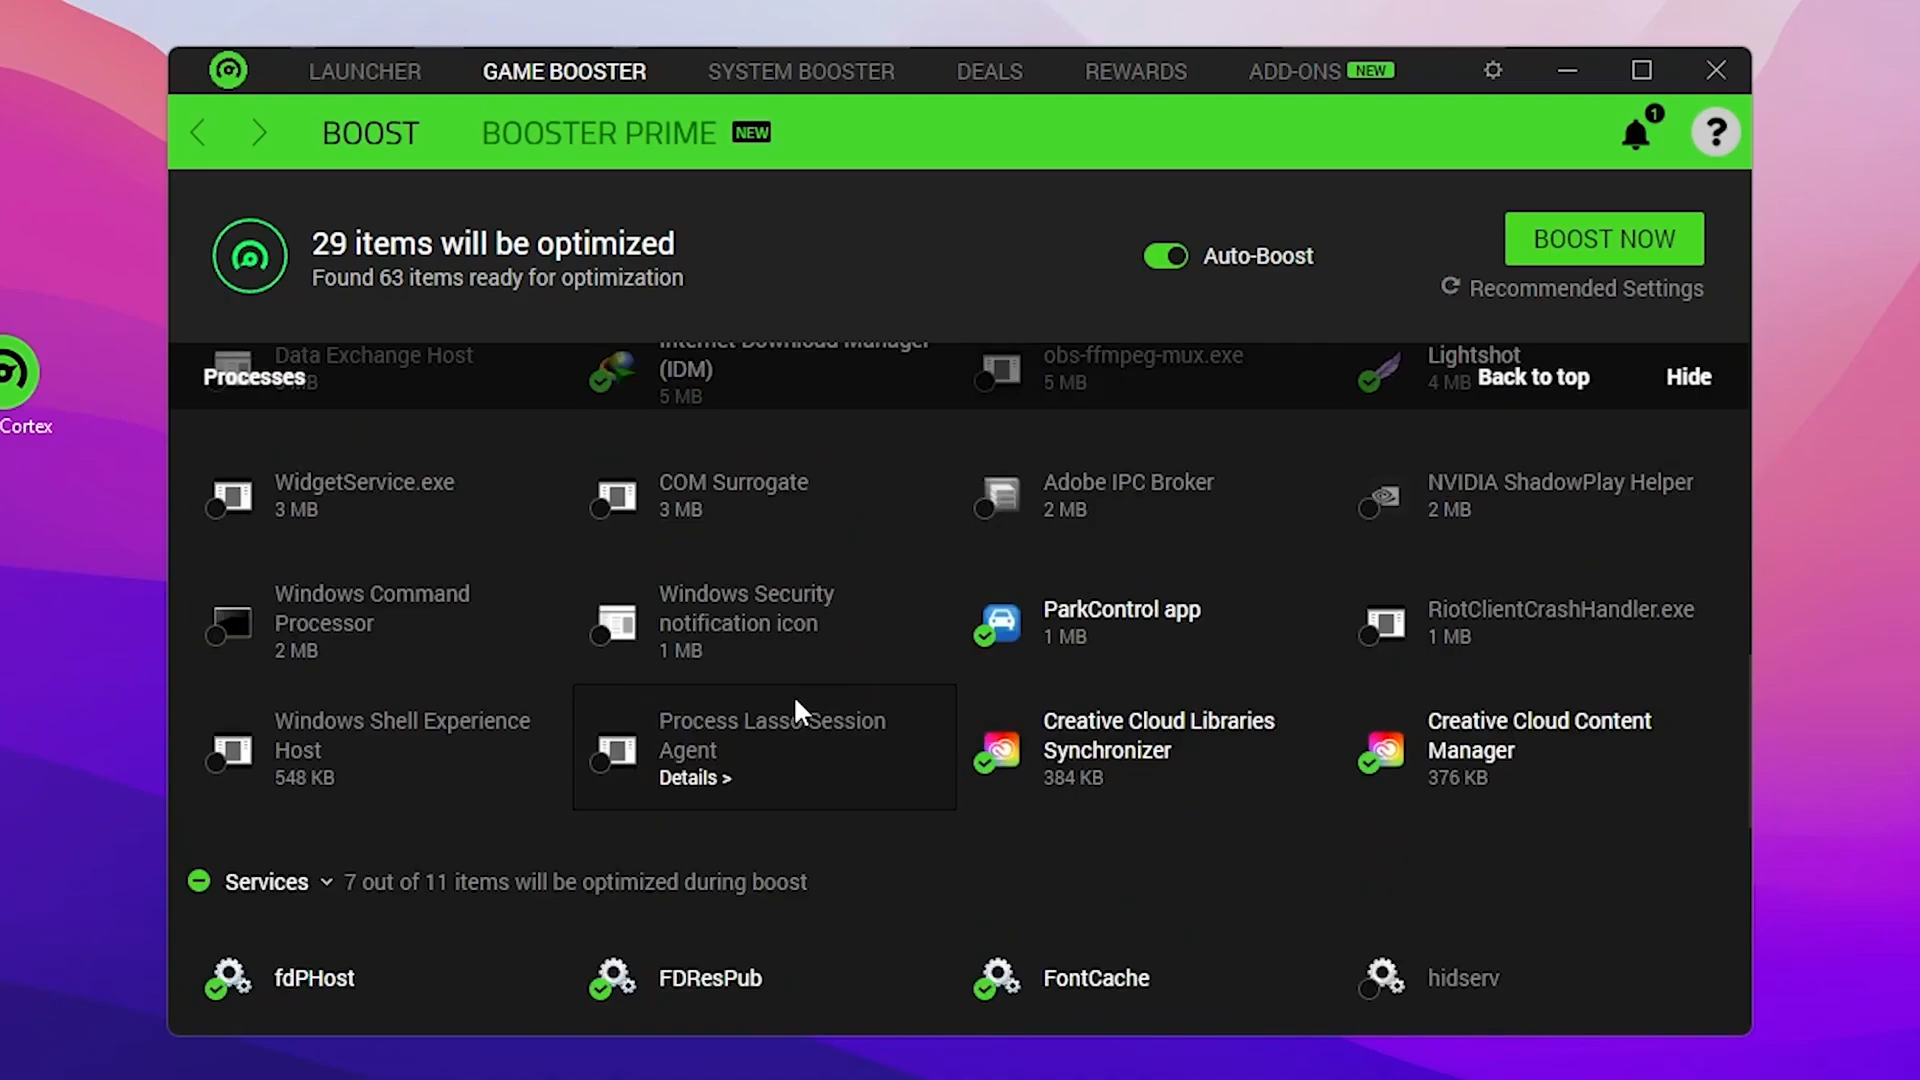 LAUNCHER GAME BOOSTER SYSTEM BOOSTER DEALS REWARDS ADD-ONS NEW
BOOST BOOSTER PRIME NEW 1 ?
29 items will be optimized
Found 63 items ready for optimization
Auto-Boost
BOOST NOW
Recommended Settings
Processes
Back to top
Hide
Data Exchange Host
MB
Internet Download Manager
(IDM)
5 MB
obs-ffmpeg-mux.exe
5 MB
Lightshot
4 MB
Cortex
WidgetService.exe
3 MB
COM Surrogate
3 MB
Adobe IPC Broker
2 MB
NVIDIA ShadowPlay Helper
2 MB
Windows Command
Processor
2 MB
Windows Security
notification icon
1 MB
ParkControl app
1 MB
RiotClientCrashHandler.exe
1 MB
Windows Shell Experience
Host
548 KB
Process Lasso Session
Agent
Details >
Creative Cloud Libraries
Synchronizer
384 KB
Creative Cloud Content
Manager
376 KB
Services 7 out of 11 items will be optimized during boost
fdPHost
FDResPub
FontCache
hidserv